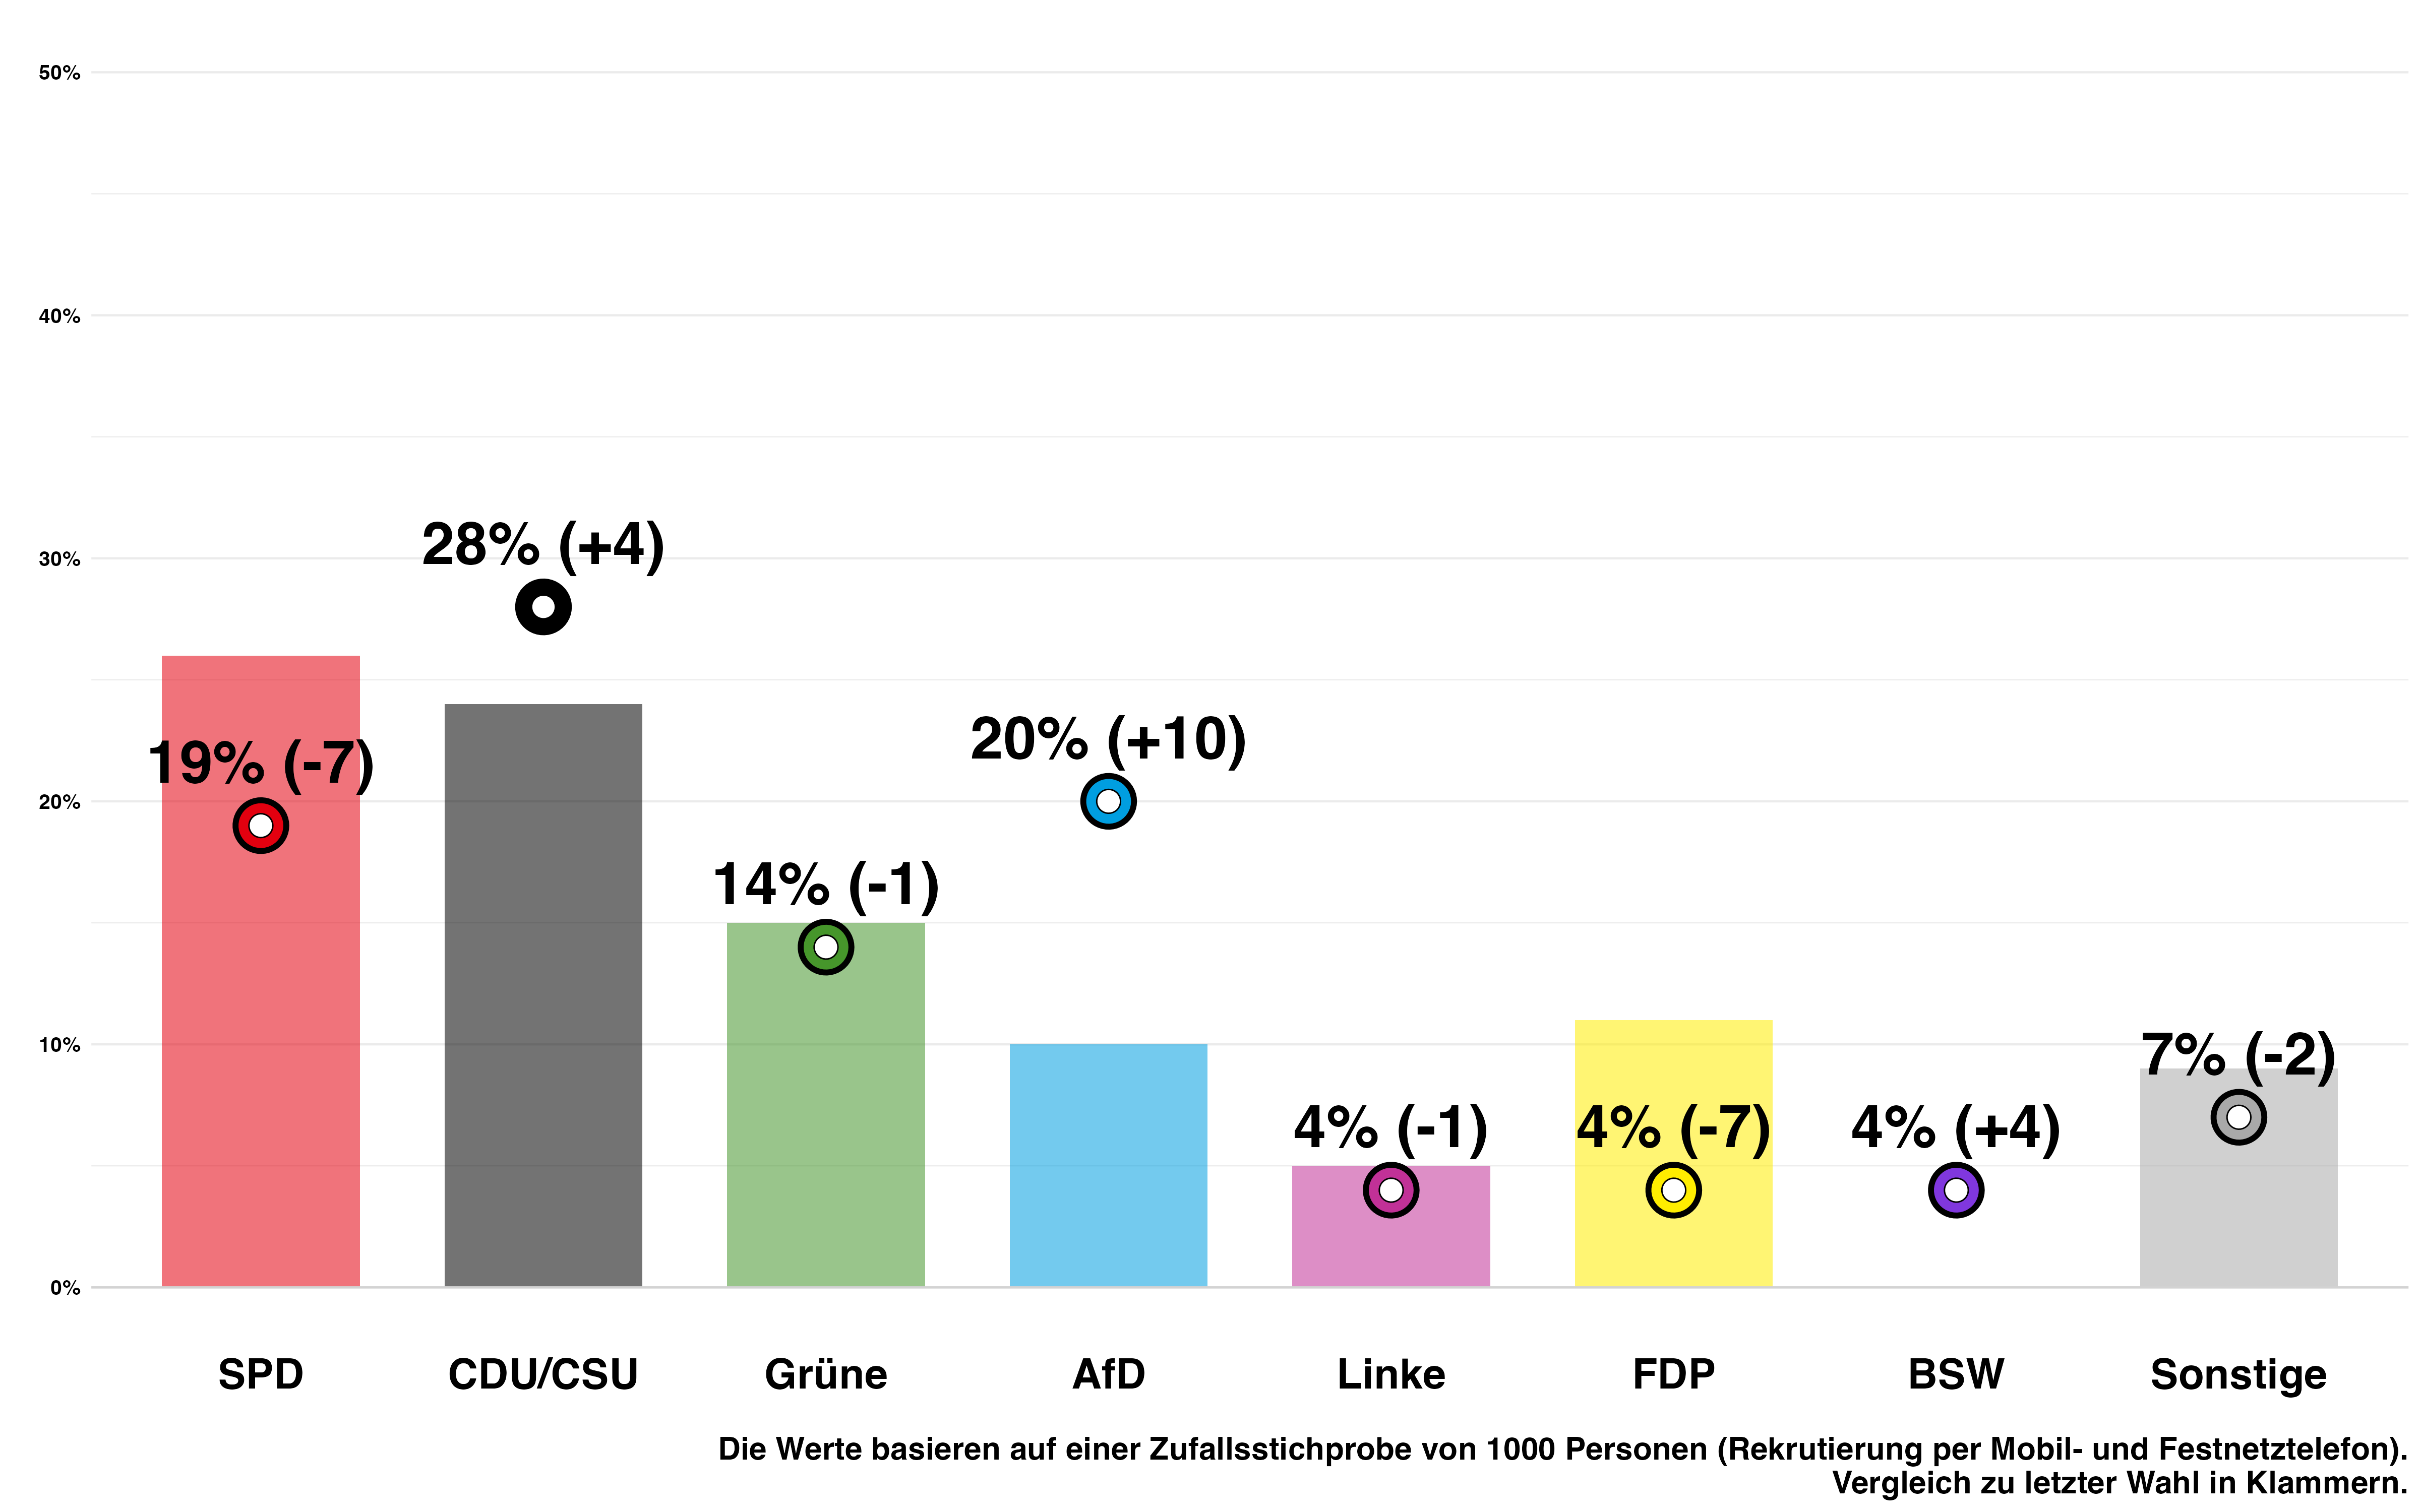 50%
40%
30%
20%
10%
0%
19% (-7)
28% (+4)
14% (-1)
20% (+10)
4% (-1)
4% (-7)
4% (+4)
7% (-2)
SPD
CDU/CSU
Grüne
AfD
Linke
FDP
BSW
Sonstige
Die Werte basieren auf einer Zufallsstichprobe von 1000 Personen (Rekrutierung per Mobil- und Festnetztelefon).
Vergleich zu letzter Wahl in Klammern.